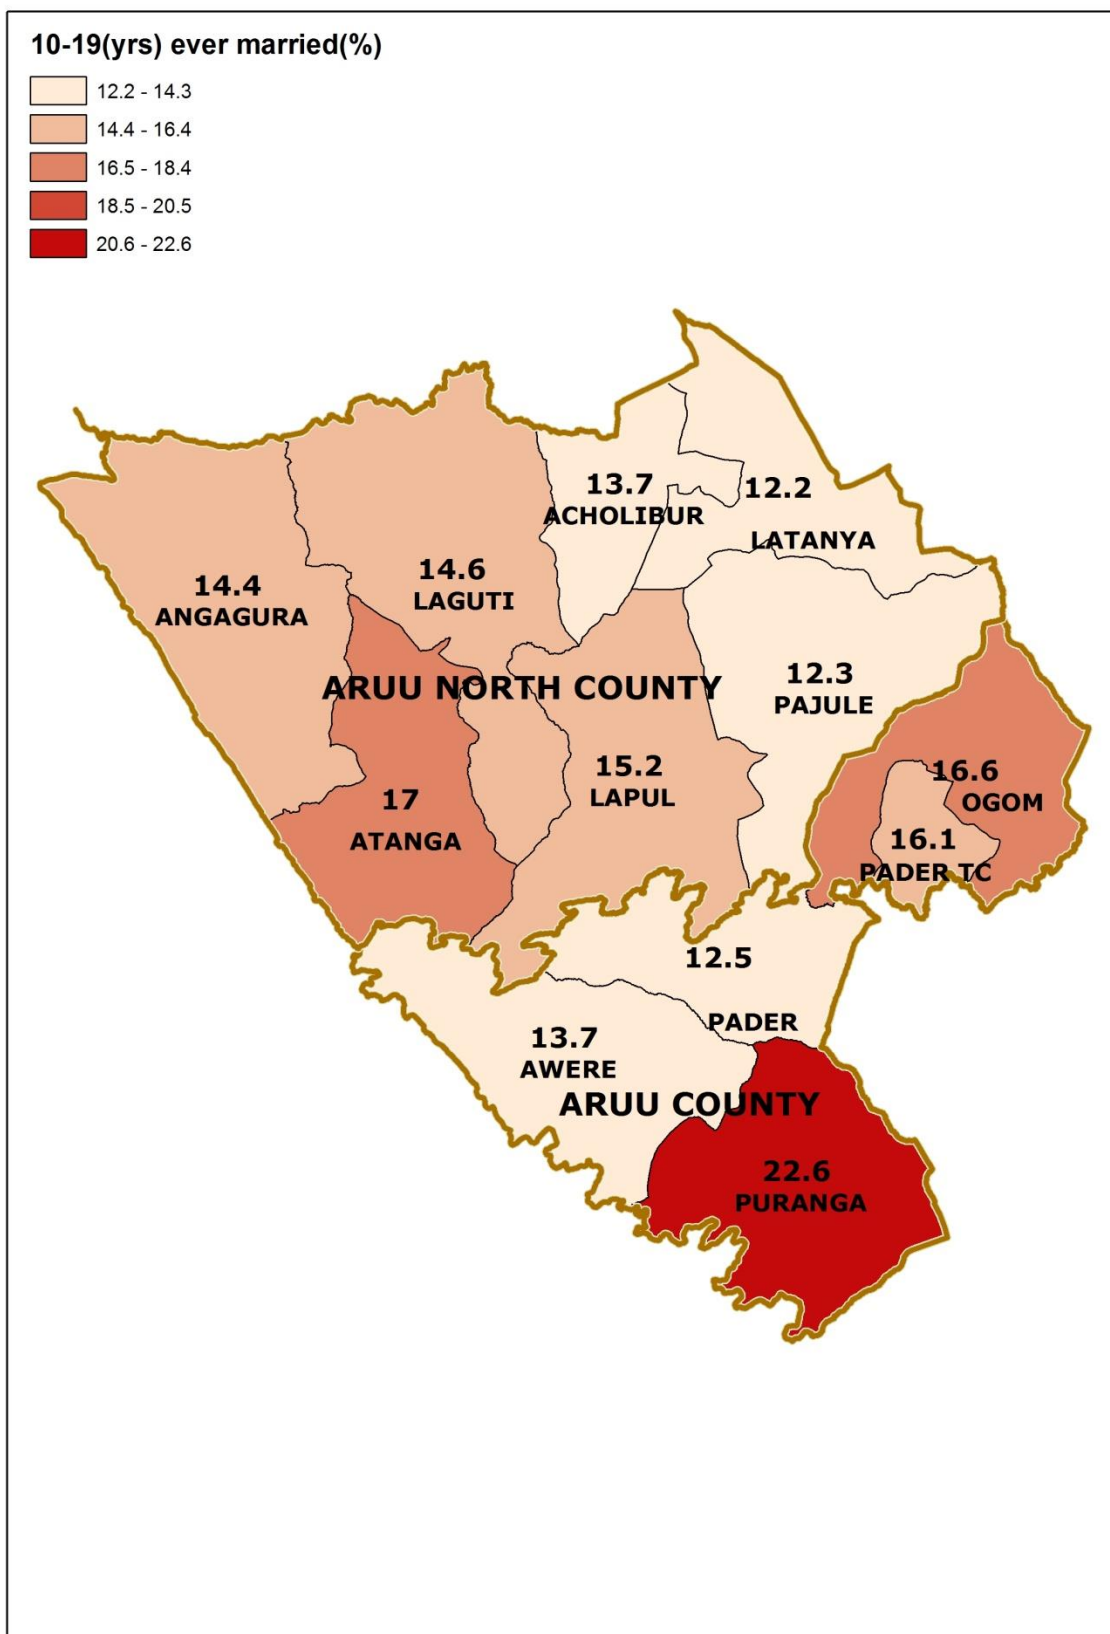 10-19(yrs) ever married(%)
12.2 - 14.3
14.4 - 16.4
16.5 - 18.4
18.5 - 20.5
20.6 - 22.6
13.7
ACHOLIBUR
12.2
LATANYA
14.4
ANGAGURA
14.6
LAGUTI
ARUU NORTH COUNTY
12.3
PAJULE
15.2
LAPUL
17
ATANGA
16.6
OGOM
16.1
PADER TC
12.5
PADER
13.7
AWERE
ARUU COUNTY
22.6
PURANGA